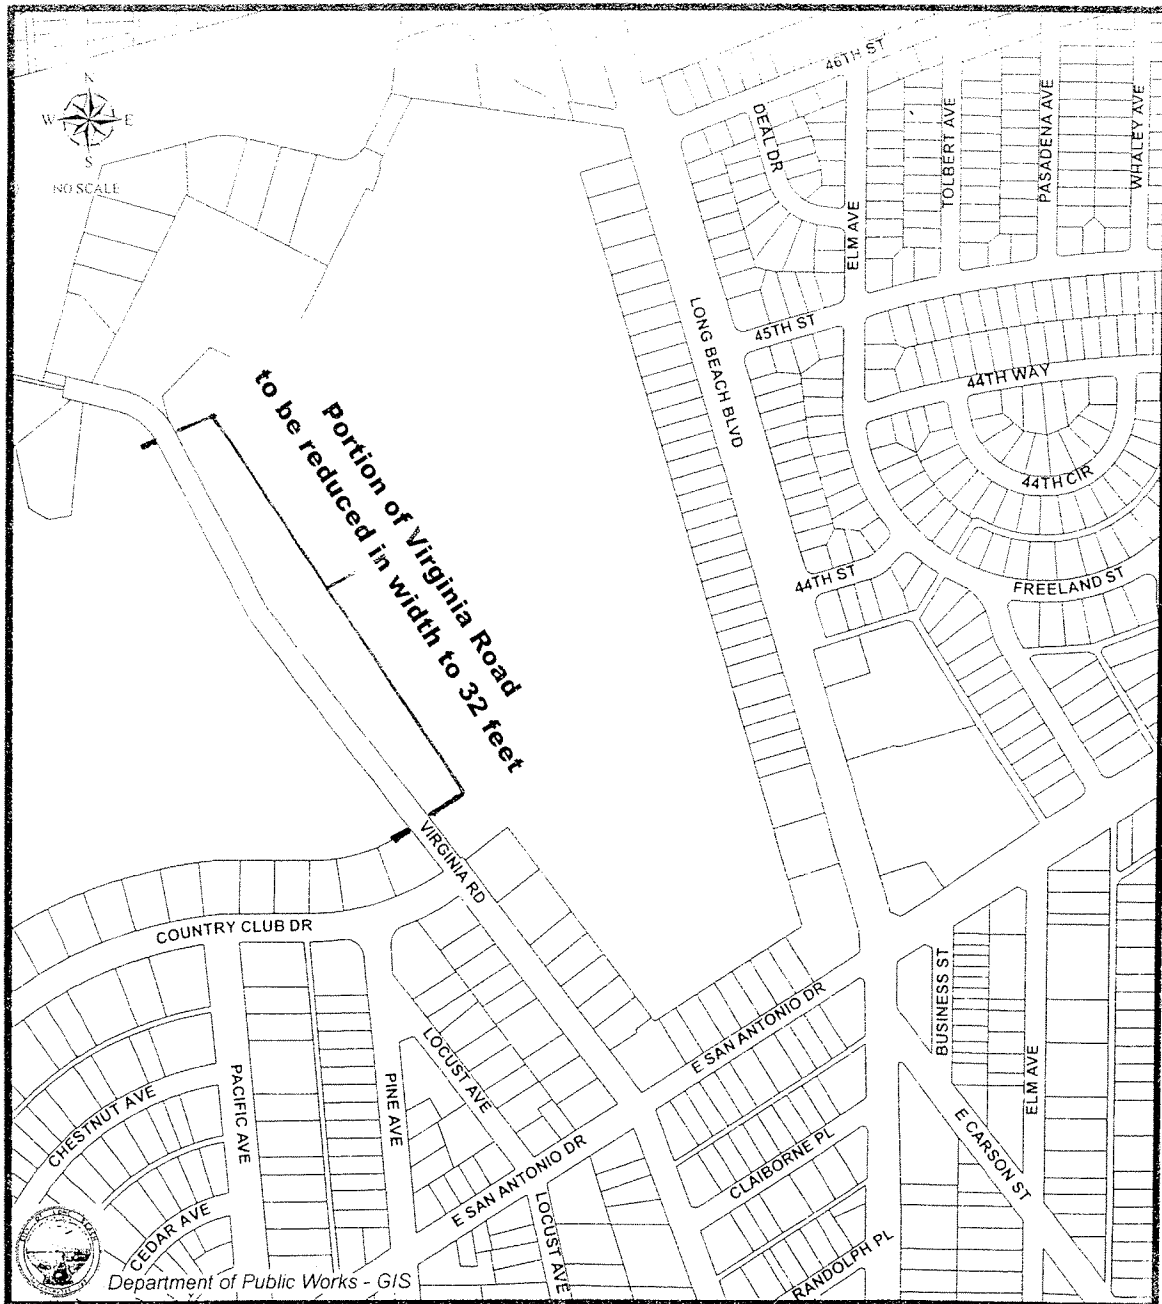 46TH ST
N
W E
S
NO SCALE
DEAL DR
TOLBERT AVE
PASADENA AVE
WHALEY AVE
ELM AVE
LONG BEACH BLVD
45TH ST
44TH WAY
Portion of Virginia Road
to be reduced in width to 32 feet
44TH CIR
44TH ST
FREELAND ST
VIRGINIA RD
COUNTRY CLUB DR
BUSINESS ST
E SAN ANTONIO DR
LOCUST AVE
PACIFIC AVE
PINE AVE
ELM AVE
CHESTNUT AVE
E CARSON ST
CLAIBORNE PL
E SAN ANTONIO DR
CEDAR AVE
LOCUST AVE
RANDOLPH PL
Department of Public Works - GIS